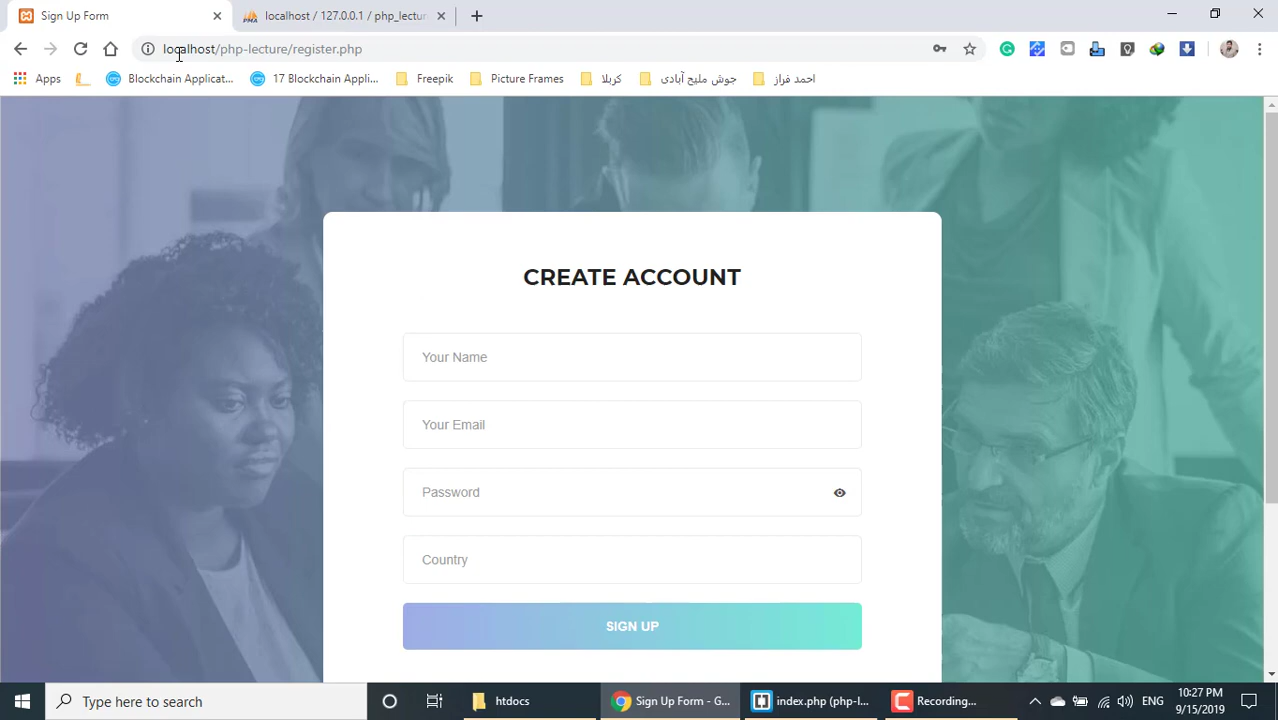 Sign Up Form
localhost / 127.0.0.1 / php_lectur
localhost/php-lecture/register.php
Apps
Blockchain Applicat...
17 Blockchain Appli...
Freepik
Picture Frames
کربلا
جوش ملیح آبادی
احمد فراز
CREATE ACCOUNT
Your Name
Your Email
Password
Country
SIGN UP
Type here to search
htdocs
Sign Up Form - G...
index.php (php-l...
Recording...
ENG
10:27 PM
9/15/2019